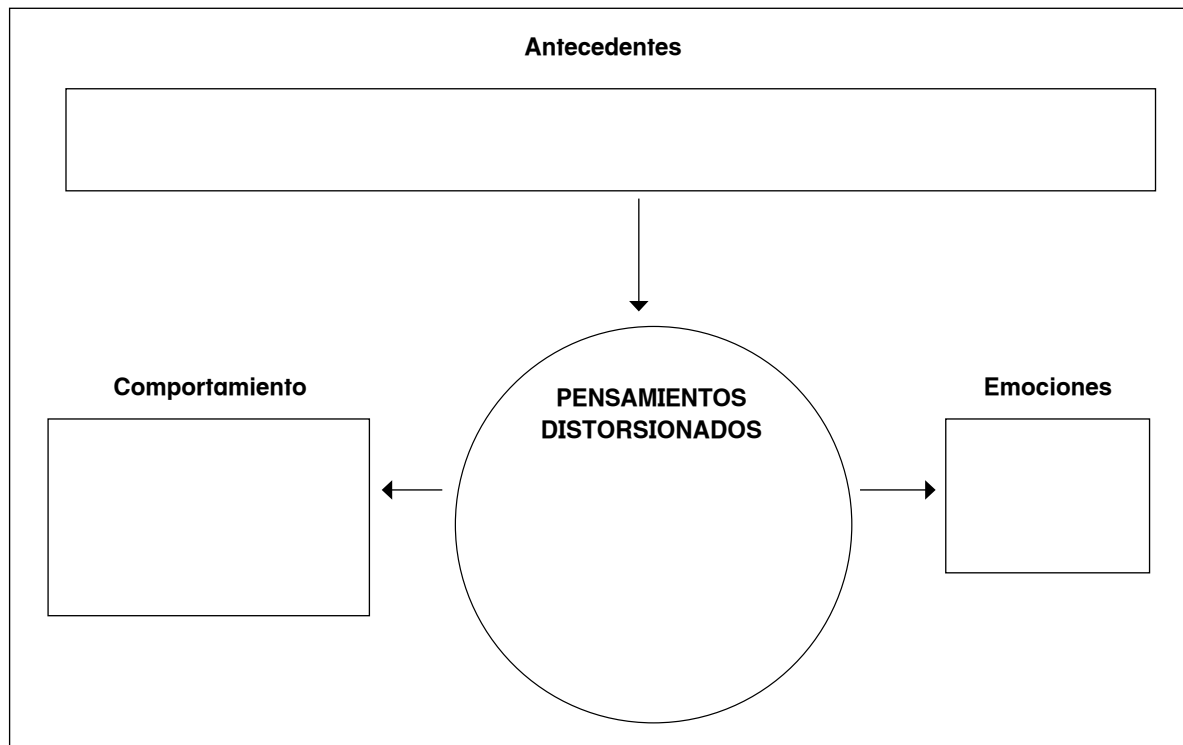 Antecedentes
Comportamiento
PENSAMIENTOS
DISTORSIONADOS
Emociones